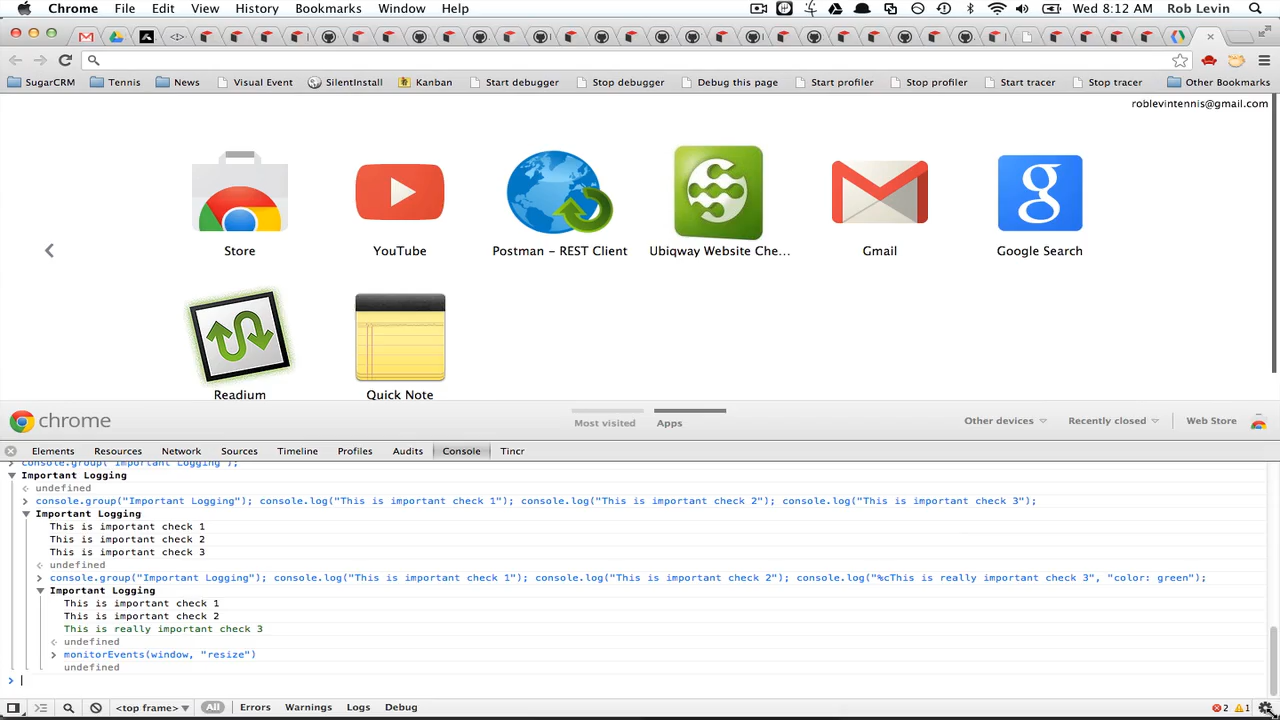 Chrome File Edit View History Bookmarks Window Help Wed 8:12 AM Rob Levin
SugarCRM Tennis News Visual Event SilentInstall Kanban Start debugger Stop debugger Debug this page Start profiler Stop profiler Start tracer Stop tracer Other Bookmarks
roblevintennis@gmail.com
Store YouTube Postman - REST Client Ubiqway Website Che... Gmail Google Search
Readium Quick Note
chrome Most visited Apps Other devices Recently closed Web Store
Elements Resources Network Sources Timeline Profiles Audits Console Tincr
console.group("Important Logging");
Important Logging
undefined
console.group("Important Logging"); console.log("This is important check 1"); console.log("This is important check 2"); console.log("This is important check 3");
Important Logging
This is important check 1
This is important check 2
This is important check 3
undefined
console.group("Important Logging"); console.log("This is important check 1"); console.log("This is important check 2"); console.log("%cThis is really important check 3", "color: green");
Important Logging
This is important check 1
This is important check 2
This is really important check 3
undefined
monitorEvents(window, "resize")
undefined
<top frame> All Errors Warnings Logs Debug 2 1